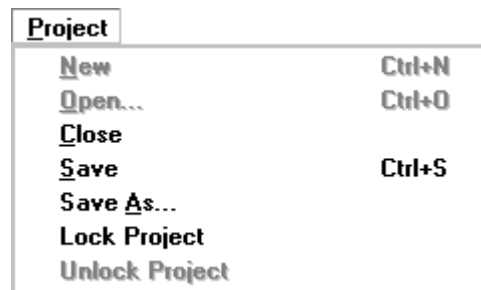 Project
New Ctrl+N
Open... Ctrl+O
Close
Save Ctrl+S
Save As...
Lock Project
Unlock Project